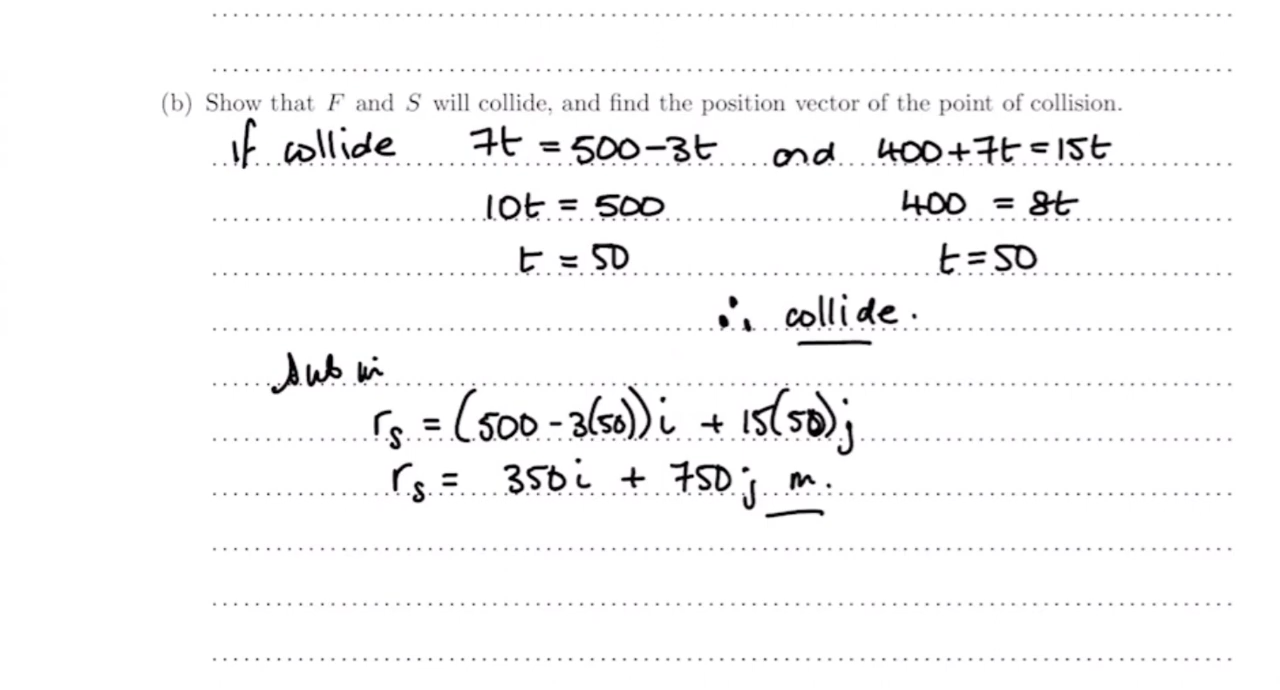 (b) Show that F and S will collide, and find the position vector of the point of collision.
If collide 7t = 500-3t and 400+7t=15t
10t = 500 400 = 8t
t = 50 t=50
∴ collide.
Sub in
r_s = (500-3(50))i + 15(50)j
r_s = 350i + 750j m.